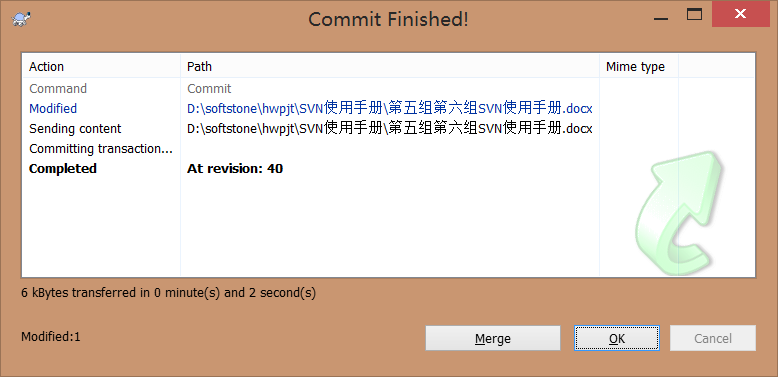 Commit Finished!
Action Path Mime type
Command Commit
Modified D:\softstone\hwpjt\SVN使用手册\第五组第六组SVN使用手册.docx
Sending content D:\softstone\hwpjt\SVN使用手册\第五组第六组SVN使用手册.docx
Committing transaction...
Completed At revision: 40
6 kBytes transferred in 0 minute(s) and 2 second(s)
Modified:1 Merge OK Cancel